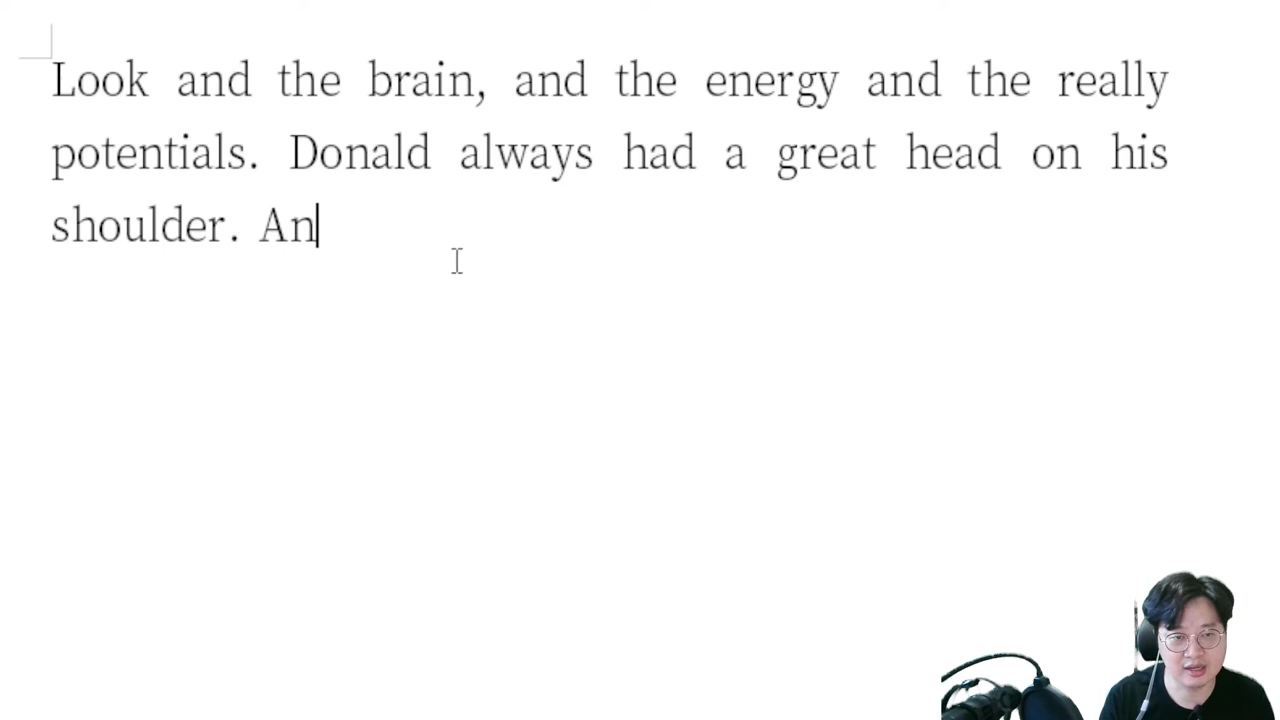 Look and the brain, and the energy and the really
potentials. Donald always had a great head on his
shoulder. An